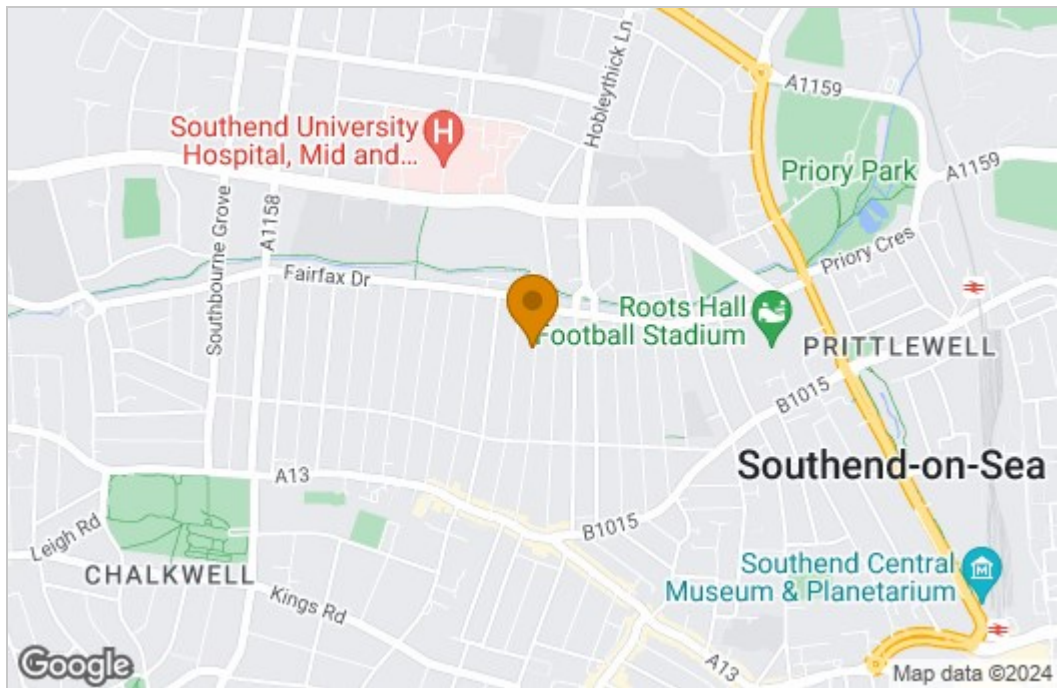 Hobleythick Ln
A1159
Southend University
Hospital, Mid and...
Priory Park
A1159
Southbourne Grove
A1158
Priory Cres
Fairfax Dr
Roots Hall
Football Stadium
PRITTLEWELL
B1015
Southend-on-Sea
A13
Leigh Rd
B1015
CHALKWELL
Kings Rd
Southend Central
Museum & Planetarium
A13
Google
Map data ©2024